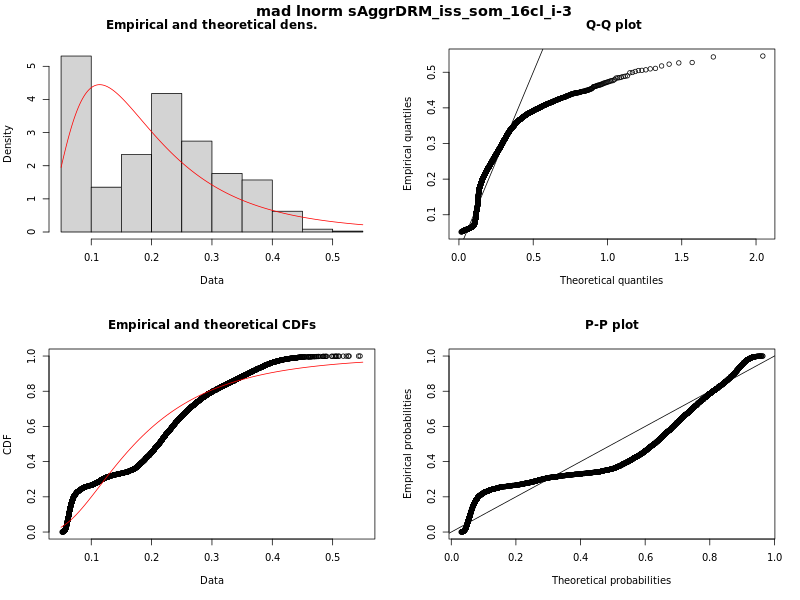 mad lnorm sAggrDRM_iss_som_16cl_i-3
Empirical and theoretical dens.
Density
0 1 2 3 4 5
0.1 0.2 0.3 0.4 0.5
Data
Q-Q plot
Empirical quantiles
0.1 0.2 0.3 0.4 0.5
0.0 0.5 1.0 1.5 2.0
Theoretical quantiles
Empirical and theoretical CDFs
CDF
0.0 0.2 0.4 0.6 0.8 1.0
0.1 0.2 0.3 0.4 0.5
Data
P-P plot
Empirical probabilities
0.0 0.2 0.4 0.6 0.8 1.0
0.0 0.2 0.4 0.6 0.8 1.0
Theoretical probabilities